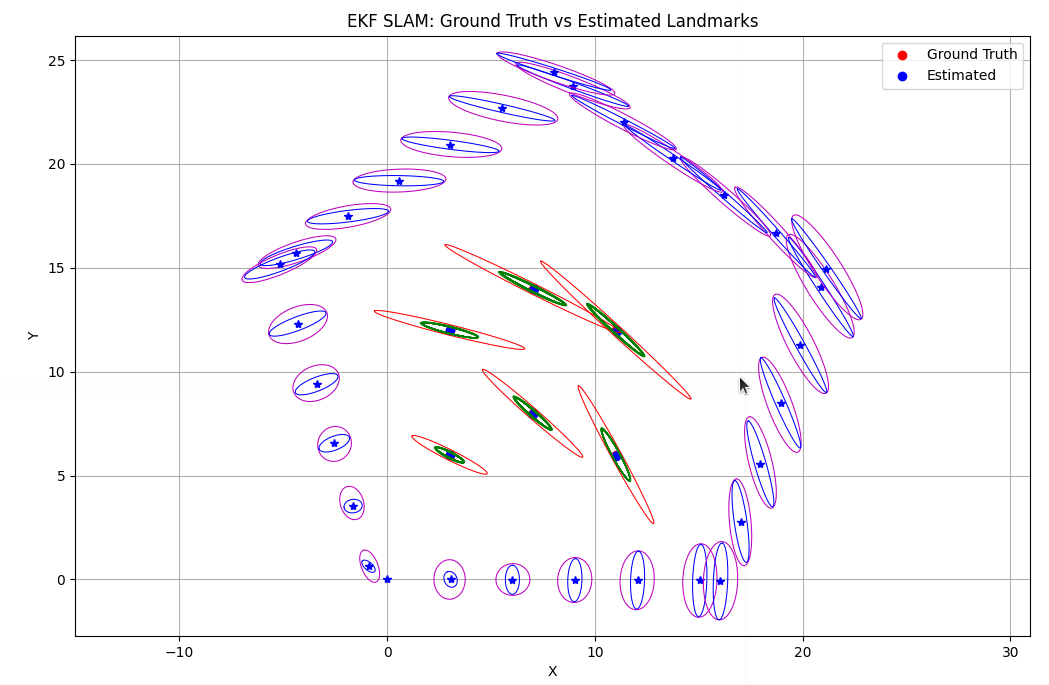 EKF SLAM: Ground Truth vs Estimated Landmarks
Ground Truth
Estimated
25
20
15
10
5
0
Y
−10
0
10
20
30
X